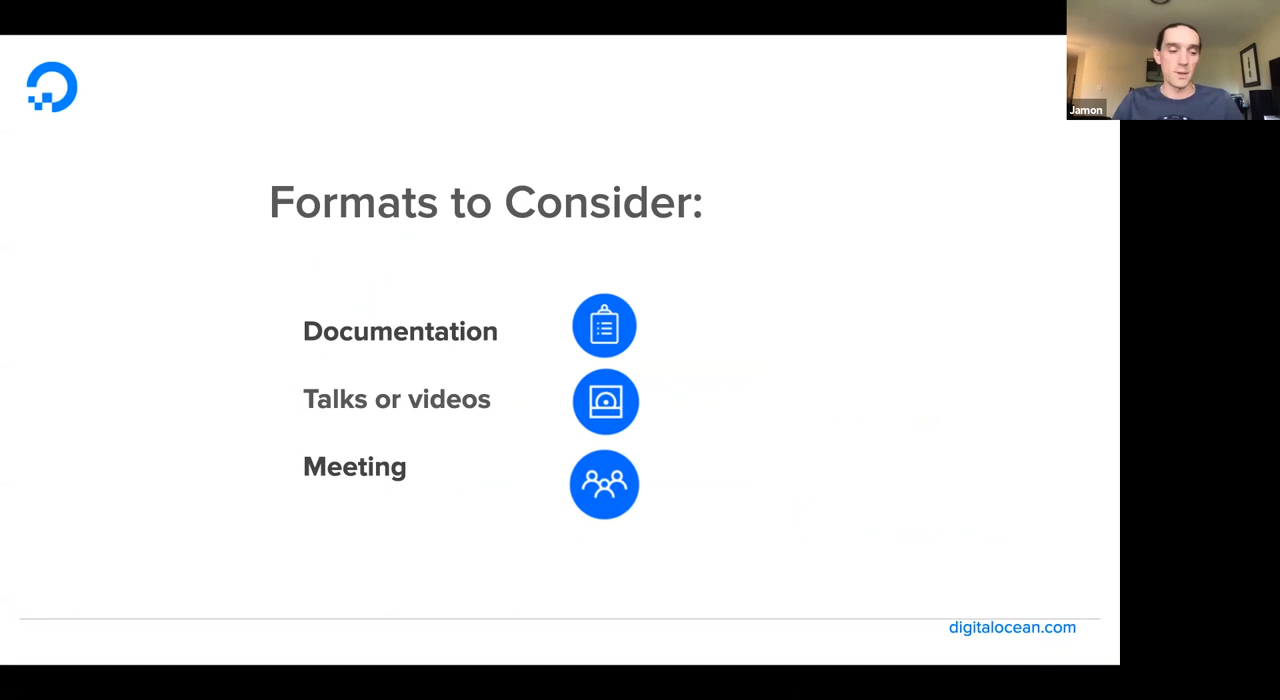 Jamon
Formats to Consider:
Documentation
Talks or videos
Meeting
digitalocean.com